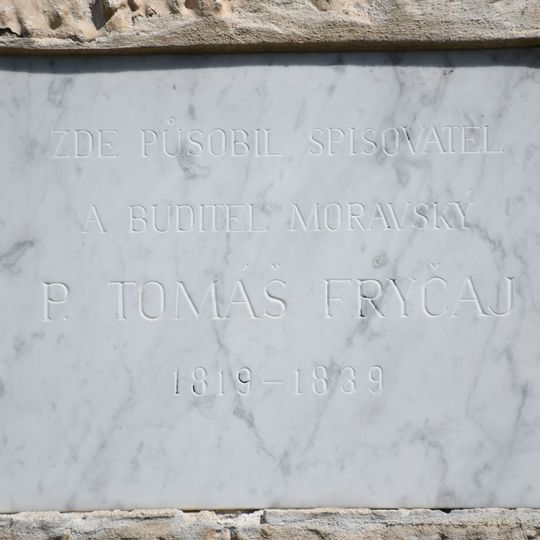 ZDE PŮSOBIL SPISOVATEL
A BUDITEL MORAVSKÝ
P. TOMÁŠ FRYČAJ
1819–1839